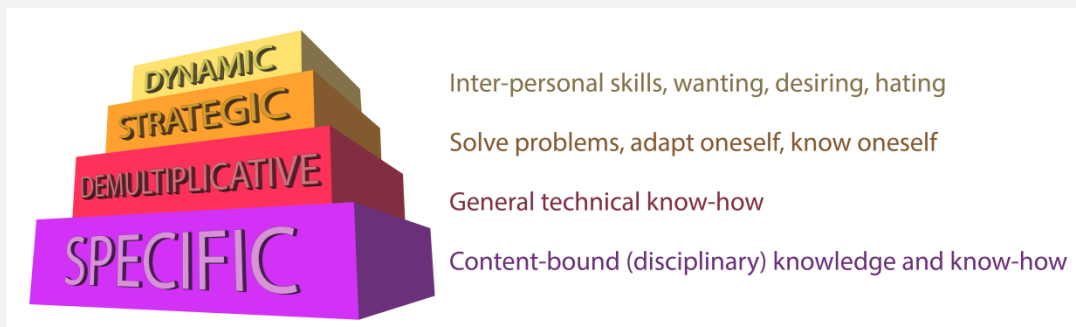 DYNAMIC
Inter-personal skills, wanting, desiring, hating
STRATEGIC
Solve problems, adapt oneself, know oneself
DEMULTIPLICATIVE
General technical know-how
SPECIFIC
Content-bound (disciplinary) knowledge and know-how